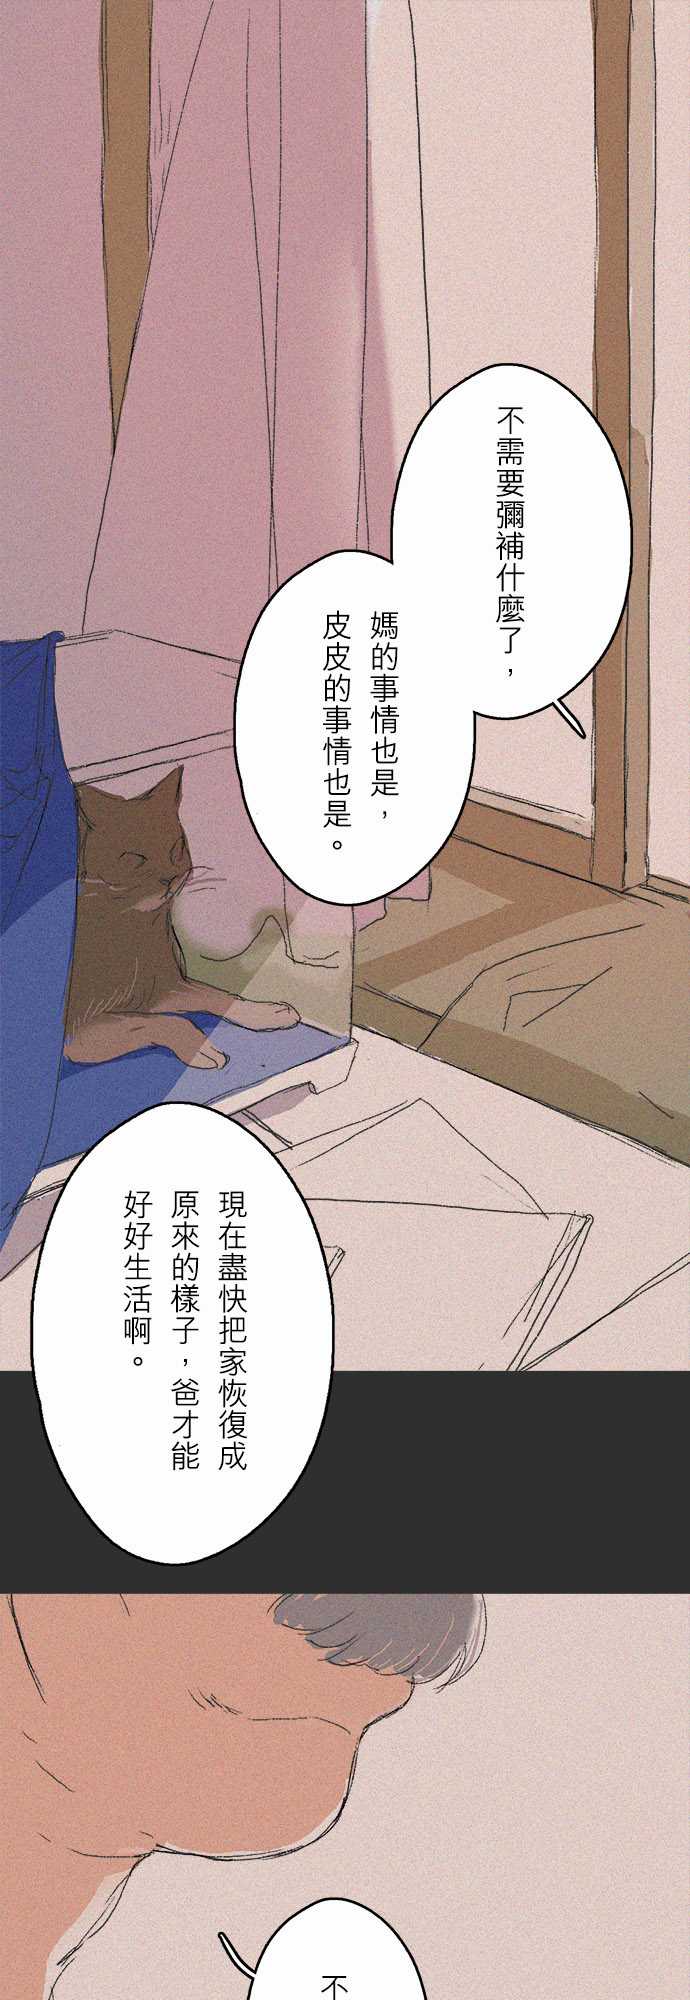 不需要彌補什麼了，
媽的事情也是，
皮皮的事情也是。
現在盡快把家恢復成
原來的樣子，爸才能
好好生活啊。
不